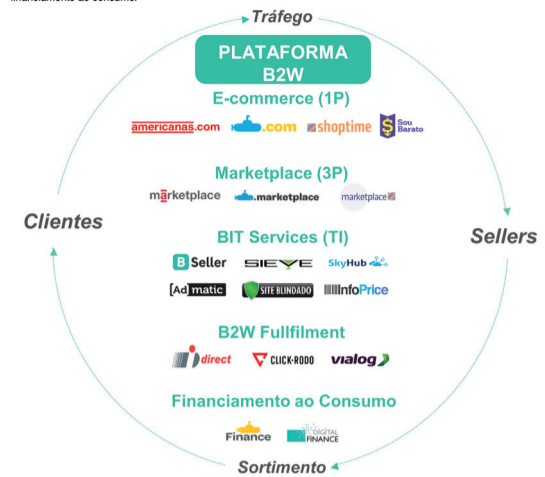 financiamento ao consumo.
Tráfego
PLATAFORMA
B2W
E-commerce (1P)
americanas.com .com shoptime Sou
Barato
Marketplace (3P)
marketplace .marketplace marketplace
Clientes
Sellers
BIT Services (TI)
B Seller SIEVE SkyHub
[Ad]matic SITE BLINDADO InfoPrice
B2W Fullfilment
direct CLICK-RODO vialog
Financiamento ao Consumo
Finance DIGITAL
FINANCE
Sortimento